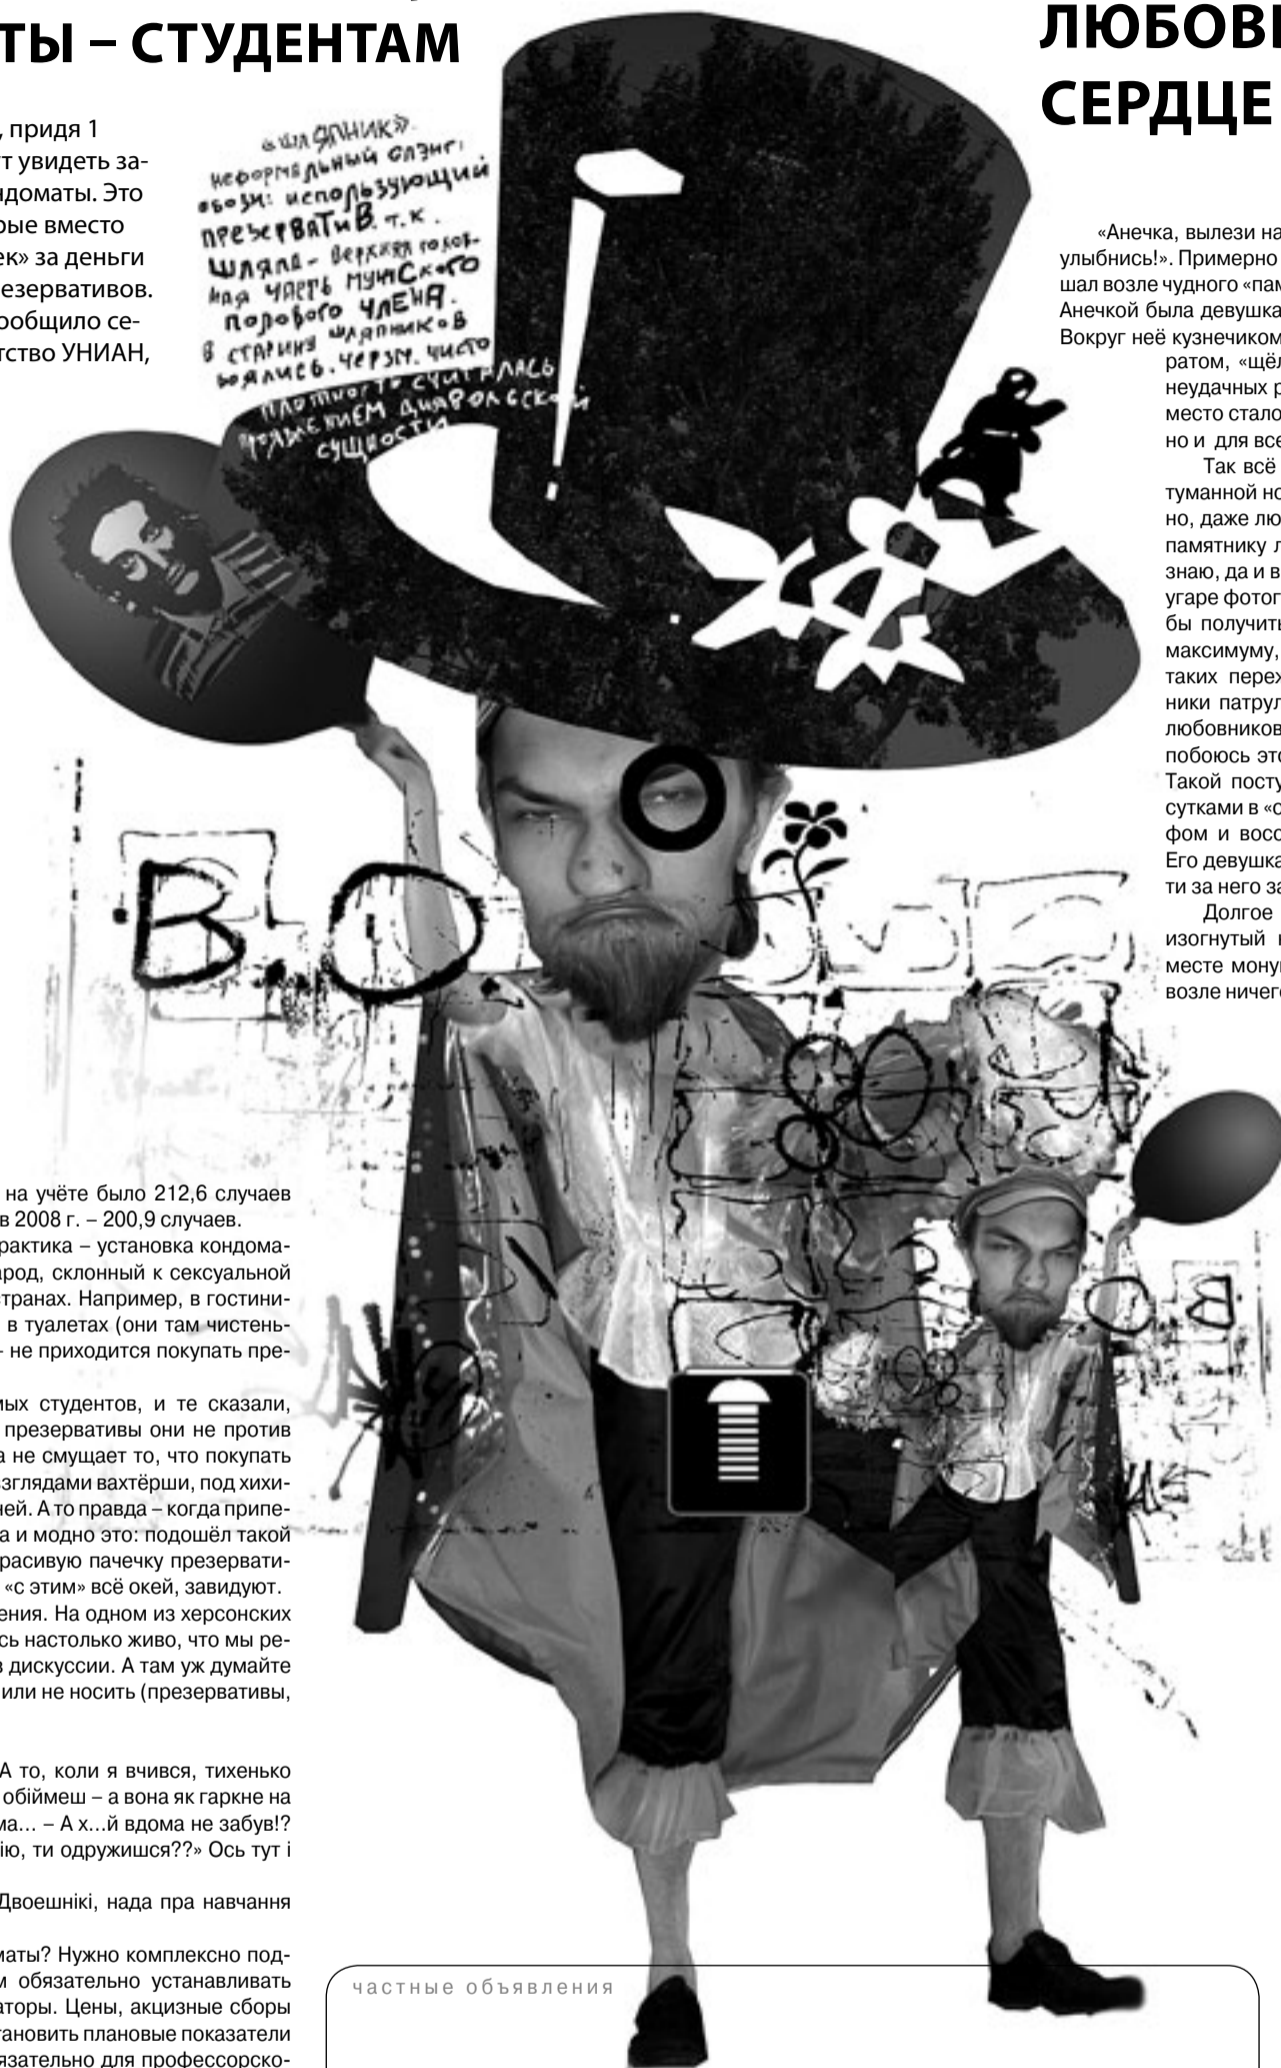 ТЫ – СТУДЕНТАМ
, придя 1
т увидеть за-
ндоматы. Это
рые вместо
ек» за деньги
резервативов.
ообщило се-
тство УНИАН,
«шляпник».
неформальный слэнг:
обозн: использующий
презерватив. т.к.
шляпа – верхняя голов-
ная часть мужского
полового члена.
в старину шляпников
боялись. черзм. чисто
плотность считалась
сущности
В.О
на учёте было 212,6 случаев
в 2008 г. – 200,9 случаев.
рактика – установка кондома-
арод, склонный к сексуальной
странах. Например, в гостини-
в туалетах (они там чистень-
– не приходится покупать пре-
мых студентов, и те сказали,
презервативы они не против
а не смущает то, что покупать
взглядами вахтёрши, под хихи-
ней. А то правда – когда припе-
а и модно это: подошёл такой
расивую пачечку презервати-
«с этим» всё окей, завидуют.
ения. На одном из херсонских
сь настолько живо, что мы ре-
з дискуссии. А там уж думайте
или не носить (презервативы,
А то, коли я вчився, тихенько
обіймеш – а вона як гаркне на
ма... – А х...й вдома не забув!?
ію, ти одружишся??» Ось тут і
Двоешнікі, нада пра навчання
маты? Нужно комплексно под-
м обязательно устанавливать
аторы. Цены, акцизные сборы
тановить плановые показатели
язательно для профессорско-
частные объявления
ЛЮБОВ
СЕРДЦЕ
«Анечка, вылези на
улыбнись!». Примерно
шал возле чудного «пам
Анечкой была девушка
Вокруг неё кузнечиком
ратом, «щёл
неудачных р
место стало
но и для все
Так всё
туманной но
но, даже лю
памятнику л
знаю, да и в
угаре фотог
бы получить
максимуму,
таких переж
ники патрул
любовников
побоюсь это
Такой посту
сутками в «о
фом и восс
Его девушка
ти за него за
Долгое
изогнутый
месте мону
возле ничег